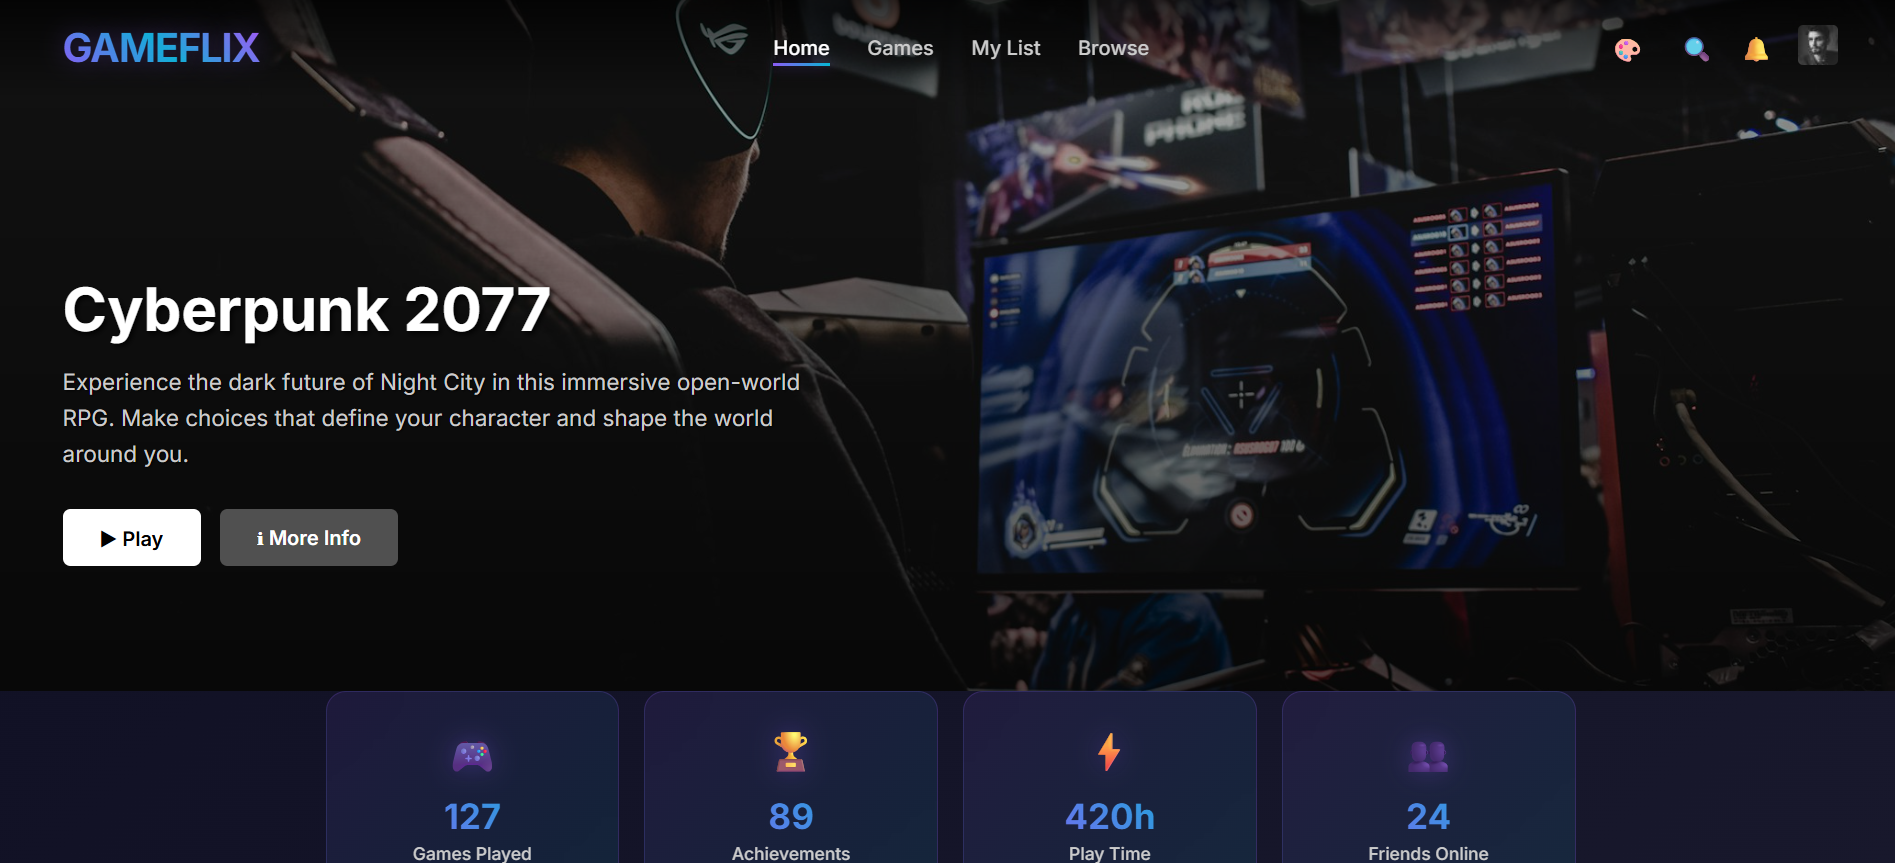 GAMEFLIX
Home
Games
My List
Browse
ROG
PHONE
Cyberpunk 2077
Experience the dark future of Night City in this immersive open-world
RPG. Make choices that define your character and shape the world
around you.
▶ Play
ℹ More Info
127
Games Played
89
Achievements
420h
Play Time
24
Friends Online